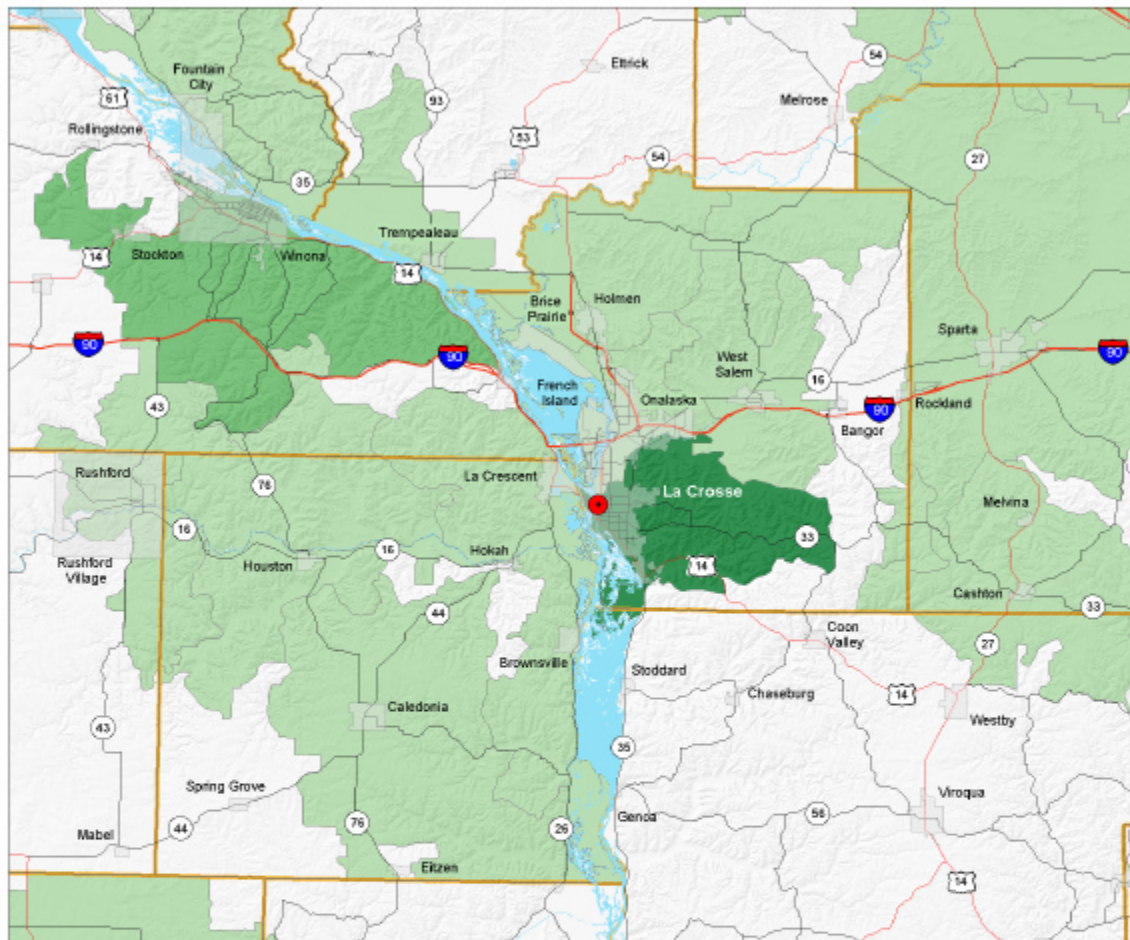 Fountain
City
61
Rollingstone
35
93
Ettrick
53
54
Melrose
54
27
Trempealeau
14
Stockton
Winona
14
Brice
Prairie
Holmen
90
90
French
Island
Onalaska
West
Salem
16
Sparta
90
Rockland
90
Bangor
43
Rushford
76
La Crescent
La Crosse
Melvina
16
16
Hokah
33
Rushford
Village
Houston
14
Cashton
33
44
Coon
Valley
27
Brownsville
Stoddard
Chaseburg
14
Westby
43
Caledonia
35
Spring Grove
Viroqua
Mabel
44
76
26
Genoa
56
Eitzen
14